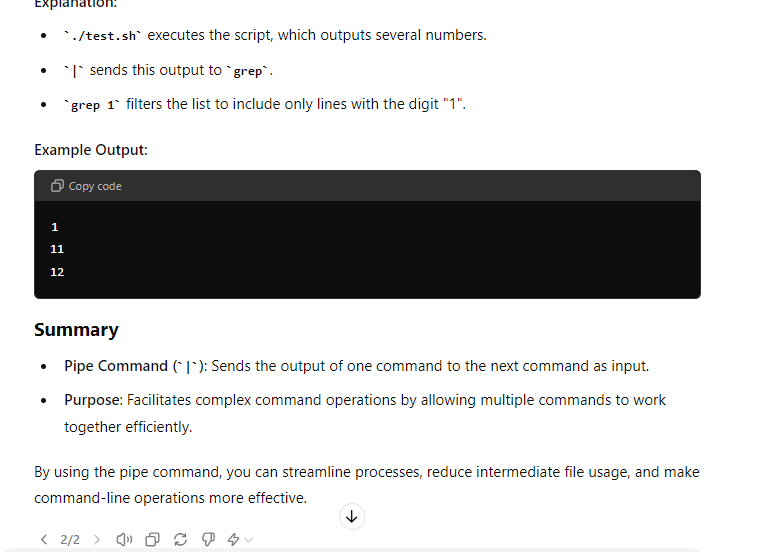 Explanation:
• `./test.sh` executes the script, which outputs several numbers.
• `|` sends this output to `grep`.
• `grep 1` filters the list to include only lines with the digit "1".
Example Output:
Copy code
1
11
12
Summary
• Pipe Command (`|`): Sends the output of one command to the next command as input.
• Purpose: Facilitates complex command operations by allowing multiple commands to work
together efficiently.
By using the pipe command, you can streamline processes, reduce intermediate file usage, and make
command-line operations more effective.
2/2